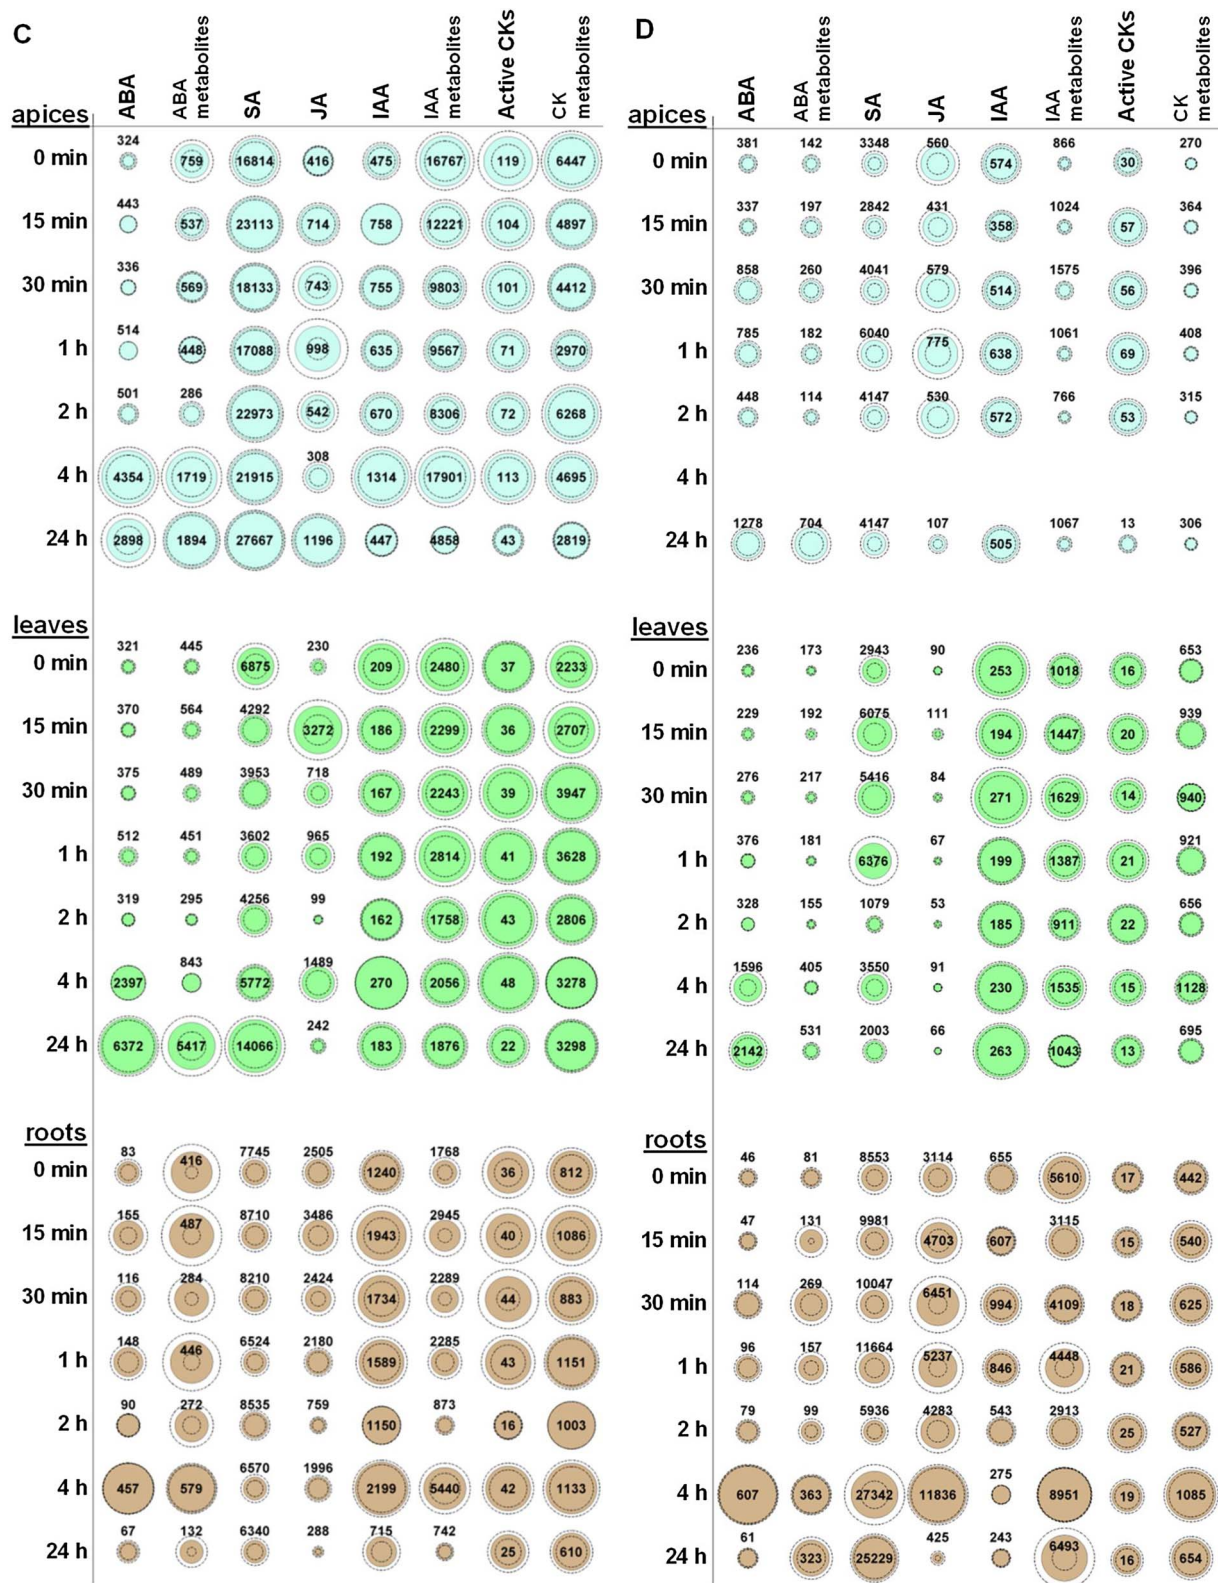 C
ABA
ABA metabolites
SA
JA
IAA
IAA metabolites
Active CKs
CK metabolites
apices
0 min 324 759 16814 416 475 16767 119 6447
15 min 443 537 23113 714 758 12221 104 4897
30 min 336 569 18133 743 755 9803 101 4412
1 h 514 448 17088 998 635 9567 71 2970
2 h 501 286 22973 542 670 8306 72 6268
4 h 4354 1719 21915 308 1314 17901 113 4695
24 h 2898 1894 27667 1196 447 4858 43 2819
leaves
0 min 321 445 6875 230 209 2480 37 2233
15 min 370 564 4292 3272 186 2299 36 2707
30 min 375 489 3953 718 167 2243 39 3947
1 h 512 451 3602 965 192 2814 41 3628
2 h 319 295 4256 99 162 1758 43 2806
4 h 2397 843 5772 1489 270 2056 48 3278
24 h 6372 5417 14066 242 183 1876 22 3298
roots
0 min 83 416 7745 2505 1240 1768 36 812
15 min 155 487 8710 3486 1943 2945 40 1086
30 min 116 284 8210 2424 1734 2289 44 883
1 h 148 446 6524 2180 1589 2285 43 1151
2 h 90 272 8535 759 1150 873 16 1003
4 h 457 579 6570 1996 2199 5440 42 1133
24 h 67 132 6340 288 715 742 25 610
D
ABA
ABA metabolites
SA
JA
IAA
IAA metabolites
Active CKs
CK metabolites
apices
0 min 381 142 3348 560 574 866 30 270
15 min 337 197 2842 431 358 1024 57 364
30 min 858 260 4041 579 514 1575 56 396
1 h 785 182 6040 775 638 1061 69 408
2 h 448 114 4147 530 572 766 53 315
4 h
24 h 1278 704 4147 107 505 1067 13 306
leaves
0 min 236 173 2943 90 253 1018 16 653
15 min 229 192 6075 111 194 1447 20 939
30 min 276 217 5416 84 271 1629 14 940
1 h 376 181 6376 67 199 1387 21 921
2 h 328 155 1079 53 185 911 22 656
4 h 1596 405 3550 91 230 1535 15 1128
24 h 2142 531 2003 66 263 1043 13 695
roots
0 min 46 81 8553 3114 655 5610 17 442
15 min 47 131 9981 4703 607 3115 15 540
30 min 114 269 10047 6451 994 4109 18 625
1 h 96 157 11664 5237 846 4448 21 586
2 h 79 99 5936 4283 543 2913 25 527
4 h 607 363 27342 11836 275 8951 19 1085
24 h 61 323 25229 425 243 6493 16 654